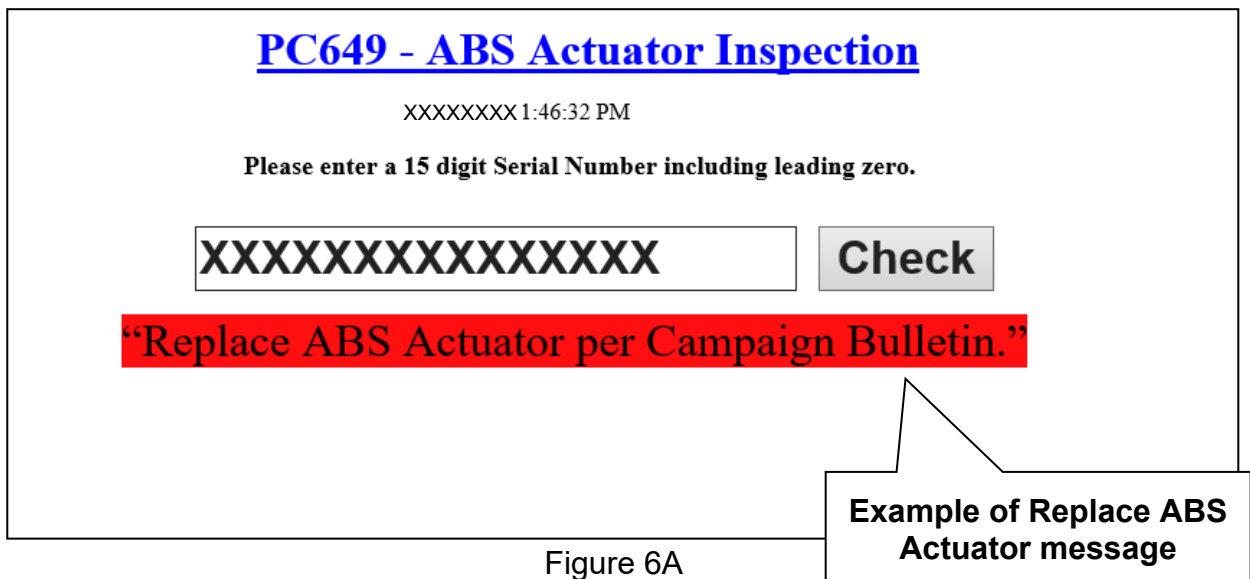 PC649 - ABS Actuator Inspection
XXXXXXXX 1:46:32 PM
Please enter a 15 digit Serial Number including leading zero.
XXXXXXXXXXXXXXX Check
“Replace ABS Actuator per Campaign Bulletin.”
Example of Replace ABS
Actuator message
Figure 6A